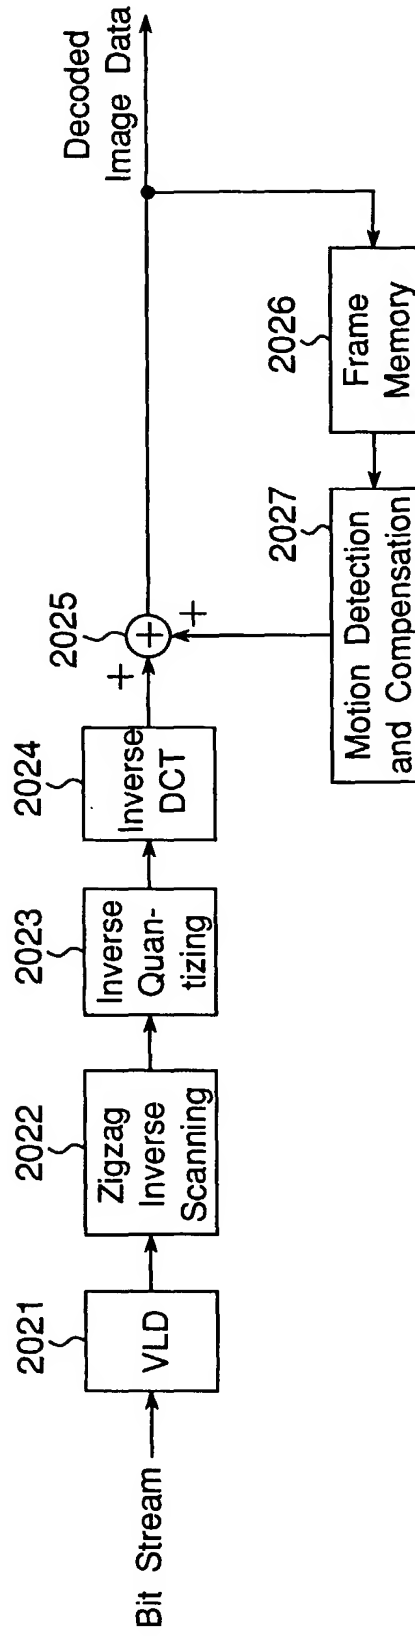 Bit Stream
2021
VLD
2022
Zigzag
Inverse
Scanning
2023
Inverse
Quan-
tizing
2024
Inverse
DCT
2025
+
+
+
Decoded
Image Data
2026
Frame
Memory
2027
Motion Detection
and Compensation